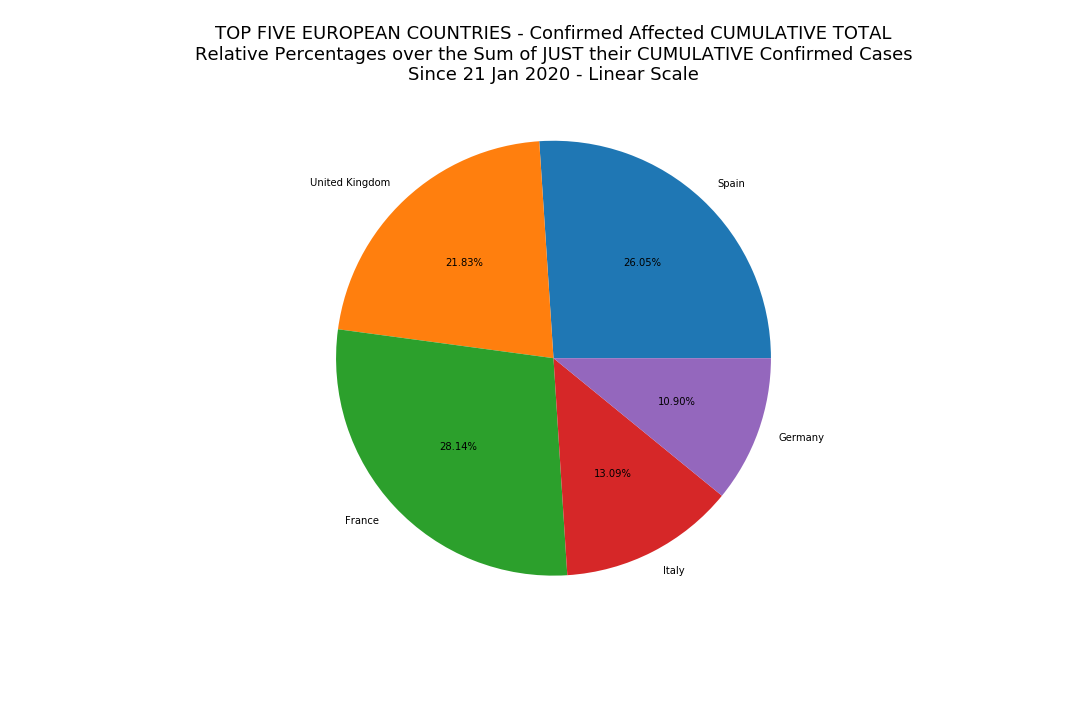 TOP FIVE EUROPEAN COUNTRIES - Confirmed Affected CUMULATIVE TOTAL
Relative Percentages over the Sum of JUST their CUMULATIVE Confirmed Cases
Since 21 Jan 2020 - Linear Scale
United Kingdom
Spain
21.83%
26.05%
10.90%
Germany
28.14%
13.09%
France
Italy